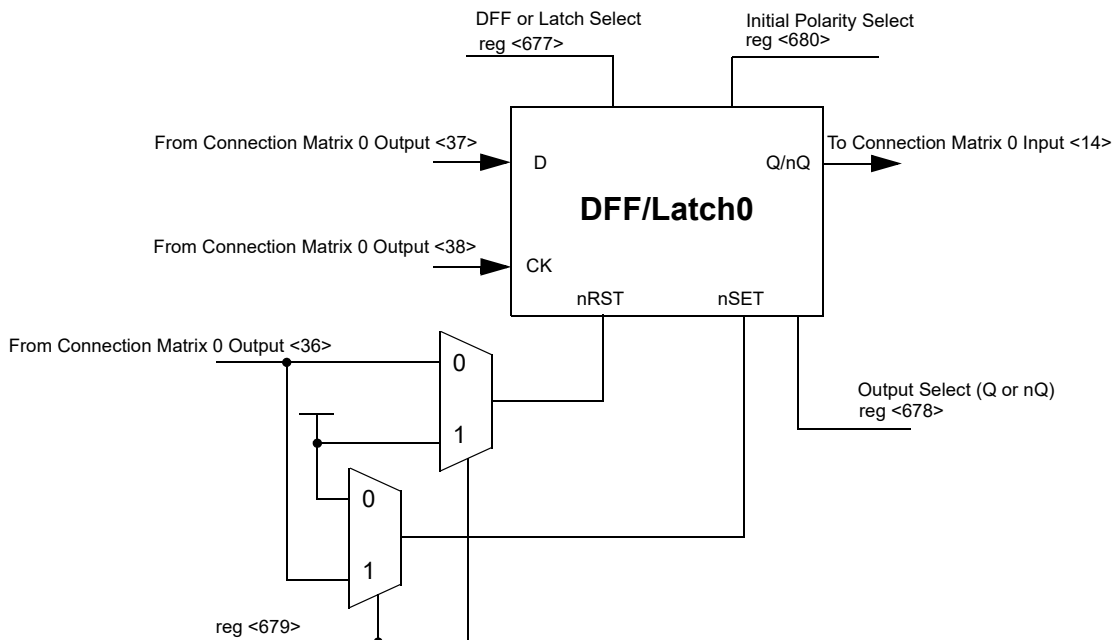 DFF or Latch Select
reg <677>
Initial Polarity Select
reg <680>
From Connection Matrix 0 Output <37>
D
Q/nQ
To Connection Matrix 0 Input <14>
DFF/Latch0
From Connection Matrix 0 Output <38>
CK
nRST
nSET
From Connection Matrix 0 Output <36>
0
1
Output Select (Q or nQ)
reg <678>
0
1
reg <679>